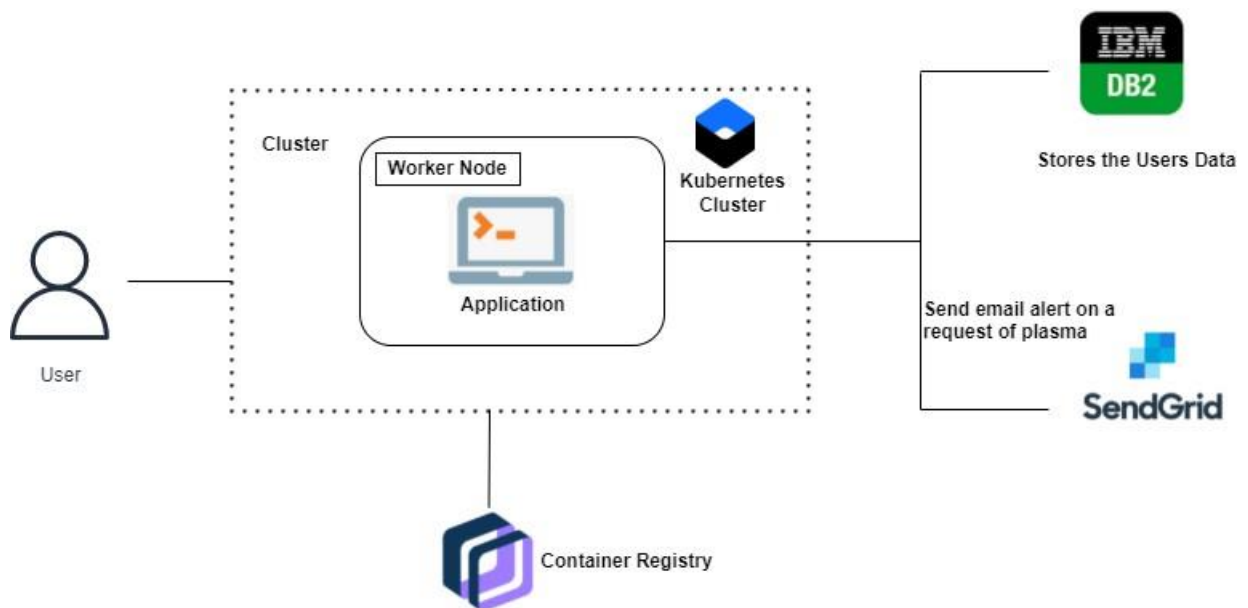 IBM
DB2
Stores the Users Data
Cluster
Worker Node
Application
Kubernetes
Cluster
User
Send email alert on a
request of plasma
SendGrid
Container Registry